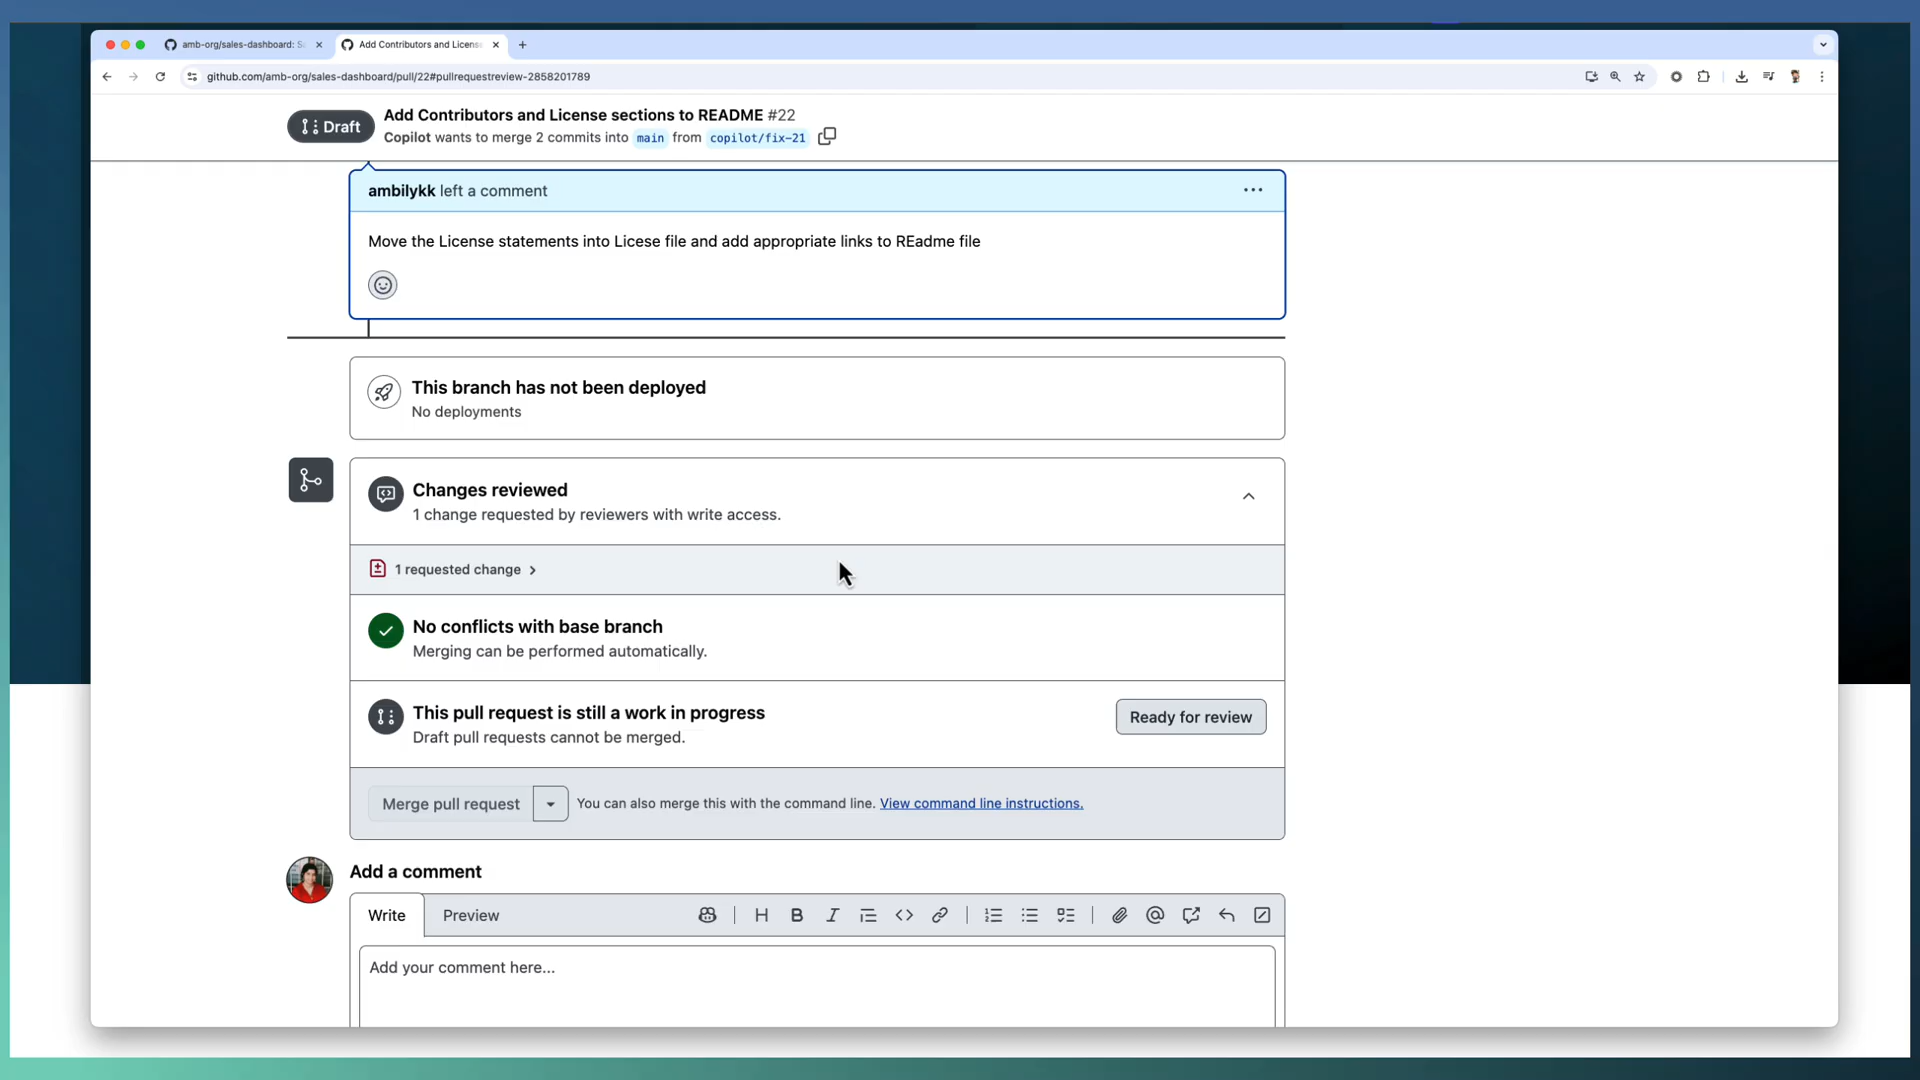 amb-org/sales-dashboard: S
Add Contributors and License
github.com/amb-org/sales-dashboard/pull/22#pullrequestreview-2858201789
Draft
Add Contributors and License sections to README #22
Copilot wants to merge 2 commits into main from copilot/fix-21
ambilykk left a comment
Move the License statements into Licese file and add appropriate links to REadme file
This branch has not been deployed
No deployments
Changes reviewed
1 change requested by reviewers with write access.
1 requested change
No conflicts with base branch
Merging can be performed automatically.
This pull request is still a work in progress
Draft pull requests cannot be merged.
Ready for review
Merge pull request
You can also merge this with the command line. View command line instructions.
Add a comment
Write
Preview
Add your comment here...